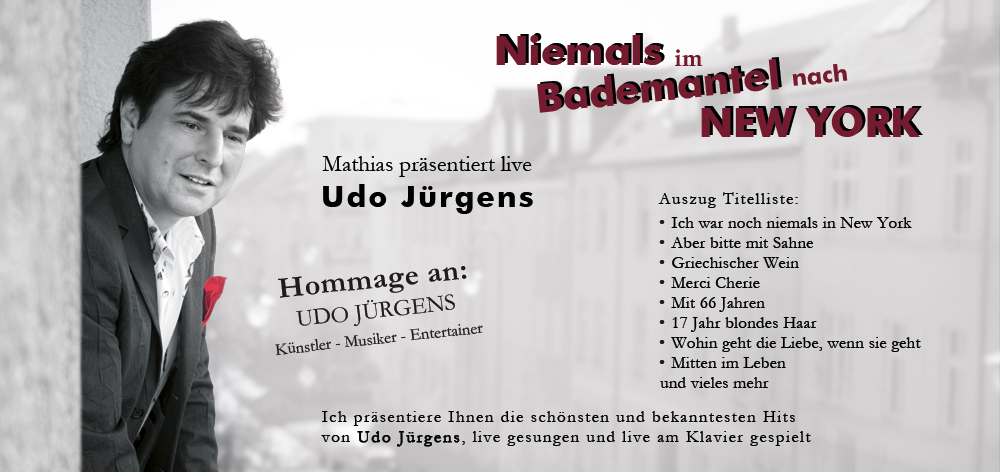 Niemals im
Bademantel nach
NEW YORK
Mathias präsentiert live
Udo Jürgens
Hommage an:
UDO JÜRGENS
Künstler - Musiker - Entertainer
Auszug Titelliste:
• Ich war noch niemals in New York
• Aber bitte mit Sahne
• Griechischer Wein
• Merci Cherie
• Mit 66 Jahren
• 17 Jahr blondes Haar
• Wohin geht die Liebe, wenn sie geht
• Mitten im Leben
und vieles mehr
Ich präsentiere Ihnen die schönsten und bekanntesten Hits
von Udo Jürgens, live gesungen und live am Klavier gespielt